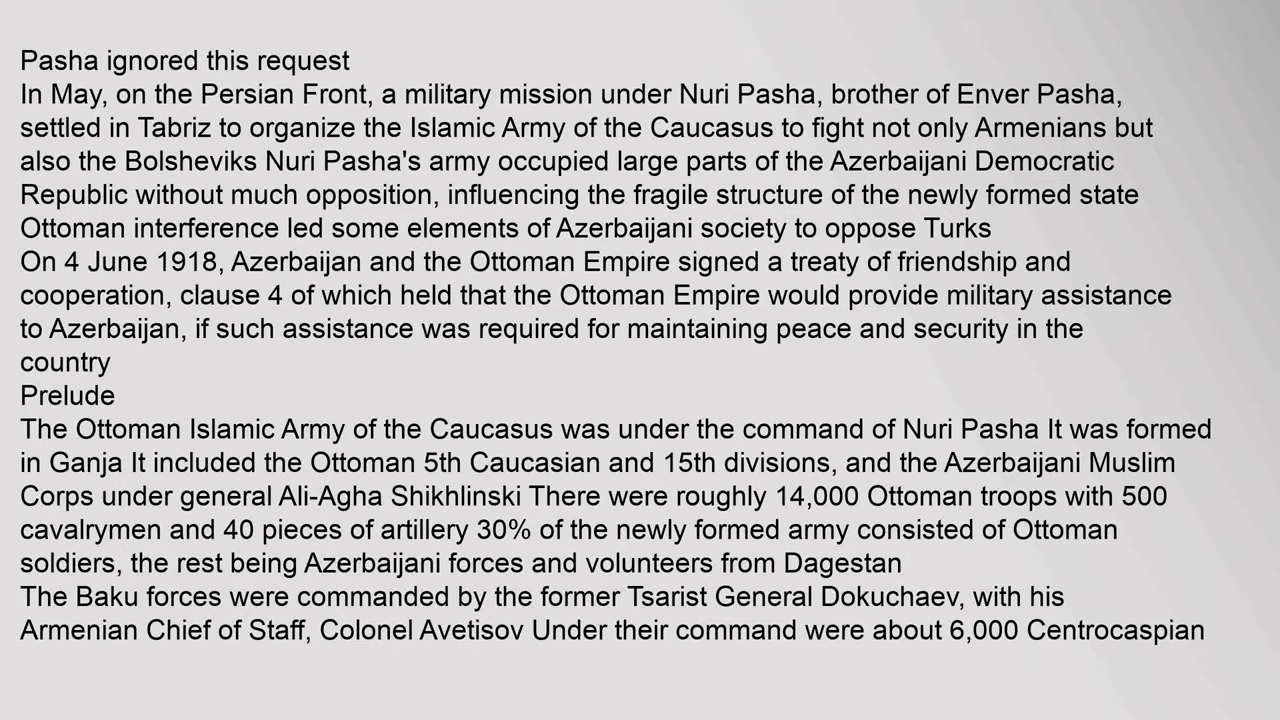 Pasha ignored this request
In May, on the Persian Front, a military mission under Nuri Pasha, brother of Enver Pasha,
settled in Tabriz to organize the Islamic Army of the Caucasus to fight not only Armenians but
also the Bolsheviks Nuri Pasha's army occupied large parts of the Azerbaijani Democratic
Republic without much opposition, influencing the fragile structure of the newly formed state
Ottoman interference led some elements of Azerbaijani society to oppose Turks
On 4 June 1918, Azerbaijan and the Ottoman Empire signed a treaty of friendship and
cooperation, clause 4 of which held that the Ottoman Empire would provide military assistance
to Azerbaijan, if such assistance was required for maintaining peace and security in the
country
Prelude
The Ottoman Islamic Army of the Caucasus was under the command of Nuri Pasha It was formed
in Ganja It included the Ottoman 5th Caucasian and 15th divisions, and the Azerbaijani Muslim
Corps under general Ali-Agha Shikhlinski There were roughly 14,000 Ottoman troops with 500
cavalrymen and 40 pieces of artillery 30% of the newly formed army consisted of Ottoman
soldiers, the rest being Azerbaijani forces and volunteers from Dagestan
The Baku forces were commanded by the former Tsarist General Dokuchaev, with his
Armenian Chief of Staff, Colonel Avetisov Under their command were about 6,000 Centrocaspian